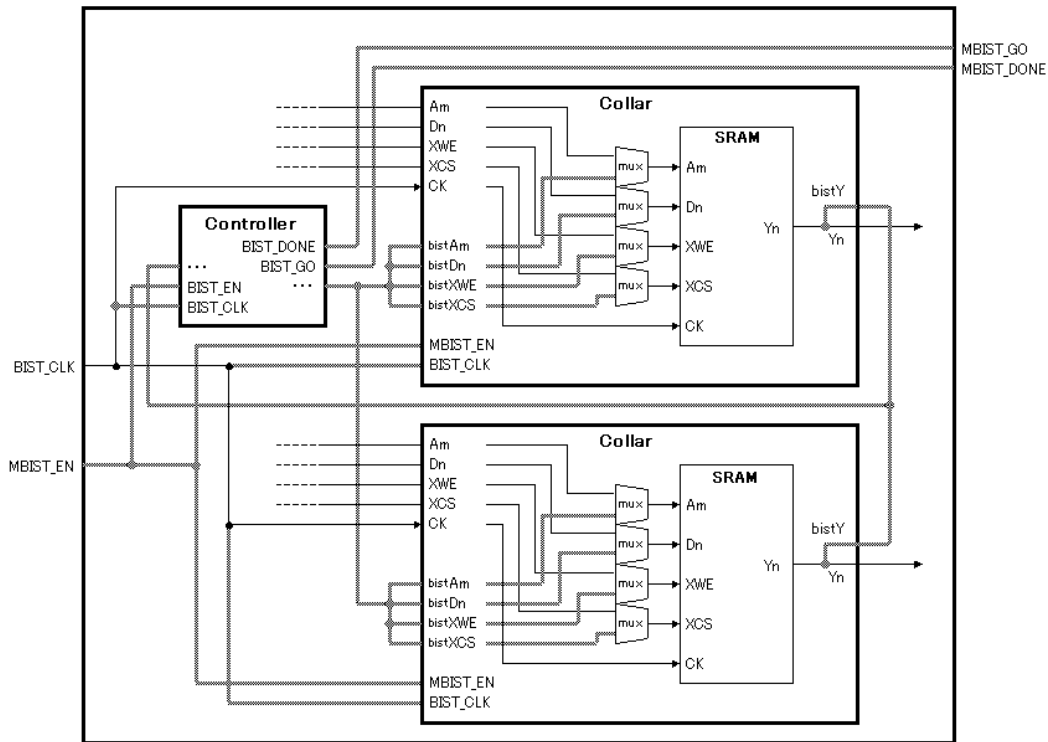 MBIST_GO
MBIST_DONE
Collar
Am
Dn
XWE
XCS
CK
bistAm
bistDn
bistXWE
bistXCS
MBIST_EN
BIST_CLK
mux
mux
mux
mux
SRAM
Am
Dn
XWE
XCS
CK
Yn
bistY
Yn
Controller
BIST_DONE
BIST_GO
...
...
BIST_EN
BIST_CLK
BIST_CLK
MBIST_EN
Collar
Am
Dn
XWE
XCS
CK
bistAm
bistDn
bistXWE
bistXCS
MBIST_EN
BIST_CLK
mux
mux
mux
mux
SRAM
Am
Dn
XWE
XCS
CK
Yn
bistY
Yn